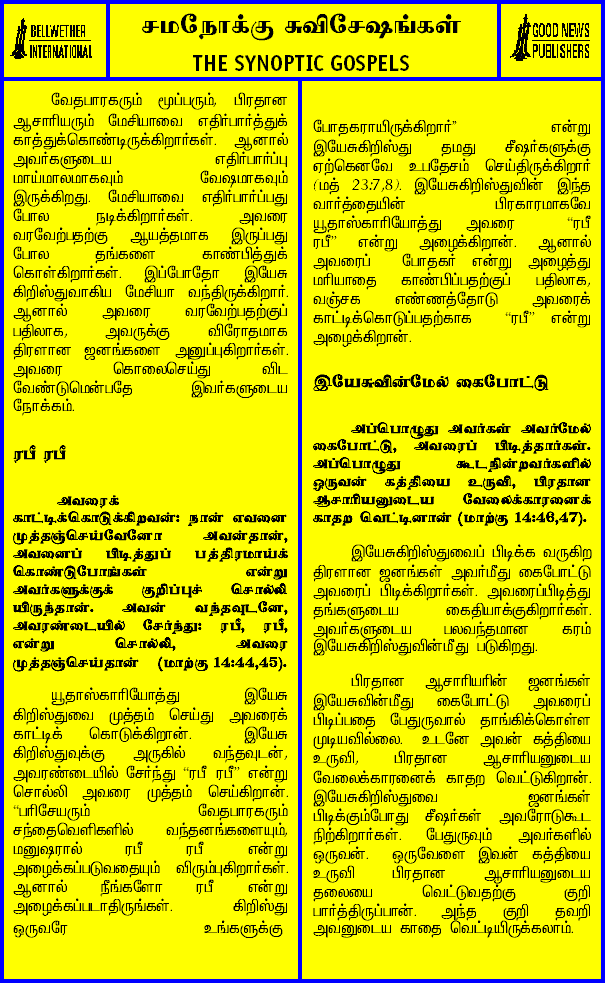 BELLWETHER
INTERNATIONAL
சமநோக்கு சுவிசேஷங்கள்
THE SYNOPTIC GOSPELS
GOOD NEWS
PUBLISHERS
வேதபாரகரும் மூப்பரும், பிரதான
ஆசாரியரும் மேசியாவை எதிர்பார்த்துக்
காத்துக்கொண்டிருக்கிறார்கள். ஆனால்
அவர்களுடைய எதிர்பார்ப்பு
மாய்மாலமாகவும் வேஷமாகவும்
இருக்கிறது. மேசியாவை எதிர்பார்ப்பது
போல நடிக்கிறார்கள். அவரை
வரவேற்பதற்கு ஆயத்தமாக இருப்பது
போல தங்களை காண்பித்துக்
கொள்கிறார்கள். இப்போதோ இயேசு
கிறிஸ்துவாகிய மேசியா வந்திருக்கிறார்.
ஆனால் அவரை வரவேற்பதற்குப்
பதிலாக, அவருக்கு விரோதமாக
திரளான ஜனங்களை அனுப்புகிறார்கள்.
அவரை கொலைசெய்து விட
வேண்டுமென்பதே இவர்களுடைய
நோக்கம்.
ரபீ ரபீ
அவரைக்
காட்டிக்கொடுக்கிறவன்: நான் எவனை
முத்தஞ்செய்வேனோ அவன்தான்,
அவனைப் பிடித்துப் பத்திரமாய்க்
கொண்டுபோங்கள் என்று
அவர்களுக்குக் குறிப்புச் சொல்லி
யிருந்தான். அவன் வந்தவுடனே,
அவரண்டையில் சேர்ந்து: ரபீ, ரபீ,
என்று சொல்லி, அவரை
முத்தஞ்செய்தான் (மாற்கு 14:44,45).
யூதாஸ்காரியோத்து இயேசு
கிறிஸ்துவை முத்தம் செய்து அவரைக்
காட்டிக் கொடுக்கிறான். இயேசு
கிறிஸ்துவுக்கு அருகில் வந்தவுடன்,
அவரண்டையில் சேர்ந்து “ரபீ ரபீ” என்று
சொல்லி அவரை முத்தம் செய்கிறான்.
“பரிசேயரும் வேதபாரகரும்
சந்தைவெளிகளில் வந்தனங்களையும்,
மனுஷரால் ரபீ ரபீ என்று
அழைக்கப்படுவதையும் விரும்புகிறார்கள்.
ஆனால் நீங்களோ ரபீ என்று
அழைக்கப்படாதிருங்கள். கிறிஸ்து
ஒருவரே உங்களுக்கு
போதகராயிருக்கிறார்” என்று
இயேசுகிறிஸ்து தமது சீஷர்களுக்கு
ஏற்கெனவே உபதேசம் செய்திருக்கிறார்
(மத் 23:7,8). இயேசுகிறிஸ்துவின் இந்த
வார்த்தையின் பிரகாரமாகவே
யூதாஸ்காரியோத்து அவரை “ரபீ
ரபீ” என்று அழைக்கிறான். ஆனால்
அவரைப் போதகர் என்று அழைத்து
மரியாதை காண்பிப்பதற்குப் பதிலாக,
வஞ்சக எண்ணத்தோடு அவரைக்
காட்டிக்கொடுப்பதற்காக “ரபீ” என்று
அழைக்கிறான்.
இயேசுவின்மேல் கைபோட்டு
அப்பொழுது அவர்கள் அவர்மேல்
கைபோட்டு, அவரைப் பிடித்தார்கள்.
அப்பொழுது கூடநின்றவர்களில்
ஒருவன் கத்தியை உருவி, பிரதான
ஆசாரியனுடைய வேலைக்காரனைக்
காதற வெட்டினான் (மாற்கு 14:46,47).
இயேசுகிறிஸ்துவைப் பிடிக்க வருகிற
திரளான ஜனங்கள் அவர்மீது கைபோட்டு
அவரைப் பிடிக்கிறார்கள். அவரைப்பிடித்து
தங்களுடைய கைதியாக்குகிறார்கள்.
அவர்களுடைய பலவந்தமான கரம்
இயேசுகிறிஸ்துவின்மீது படுகிறது.
பிரதான ஆசாரியரின் ஜனங்கள்
இயேசுவின்மீது கைபோட்டு அவரைப்
பிடிப்பதை பேதுருவால் தாங்கிக்கொள்ள
முடியவில்லை. உடனே அவன் கத்தியை
உருவி, பிரதான ஆசாரியனுடைய
வேலைக்காரனைக் காதற வெட்டுகிறான்.
இயேசுகிறிஸ்துவை ஜனங்கள்
பிடிக்கும்போது சீஷர்கள் அவரோடுகூட
நிற்கிறார்கள். பேதுருவும் அவர்களில்
ஒருவன். ஒருவேளை இவன் கத்தியை
உருவி பிரதான ஆசாரியனுடைய
தலையை வெட்டுவதற்கு குறி
பார்த்திருப்பான். அந்த குறி தவறி
அவனுடைய காதை வெட்டியிருக்கலாம்.